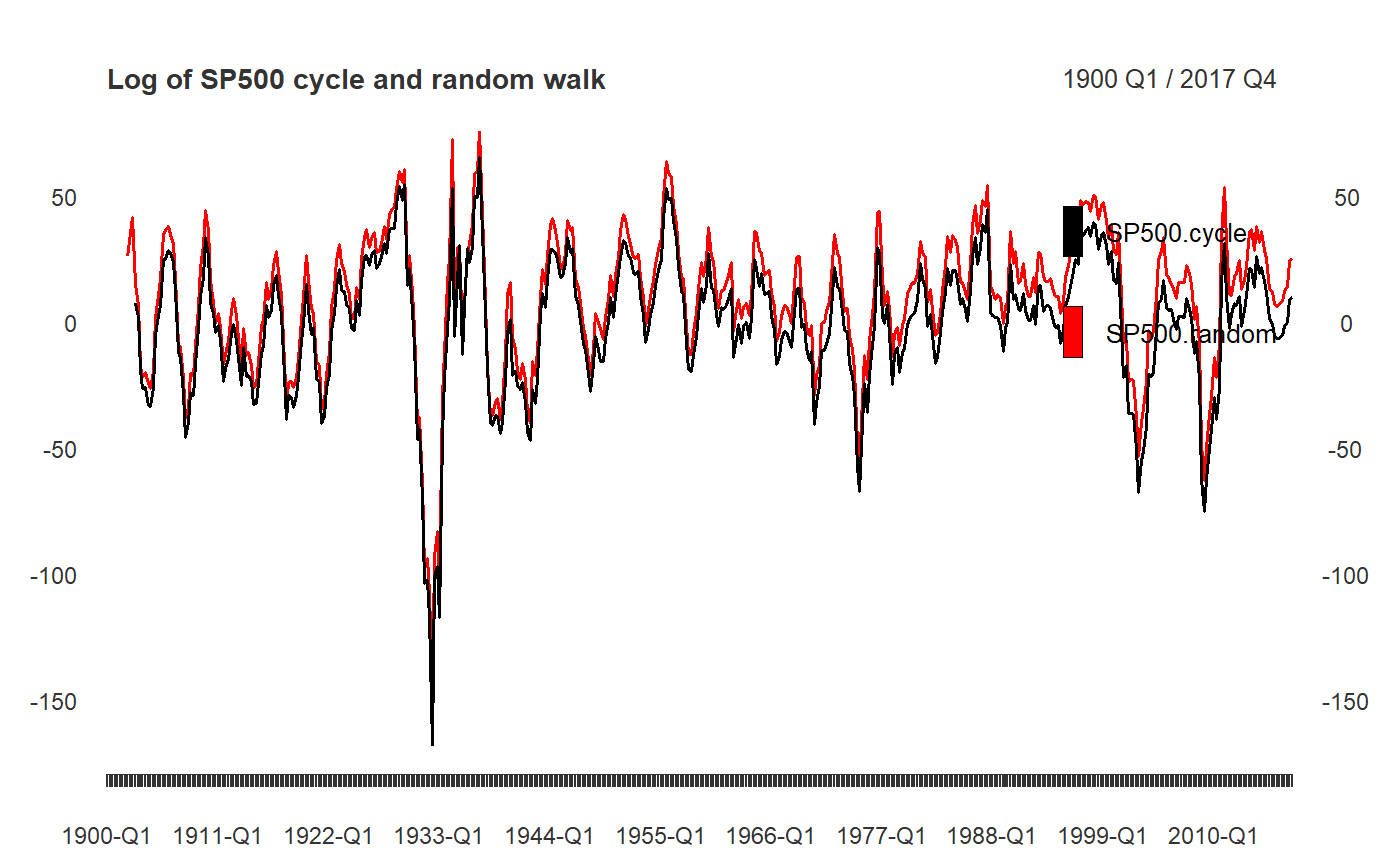 Log of SP500 cycle and random walk 1900 Q1 / 2017 Q4
50 50
SP500.cycle
0 0
SP500.random
-50 -50
-100 -100
-150 -150
1900-Q1 1911-Q1 1922-Q1 1933-Q1 1944-Q1 1955-Q1 1966-Q1 1977-Q1 1988-Q1 1999-Q1 2010-Q1